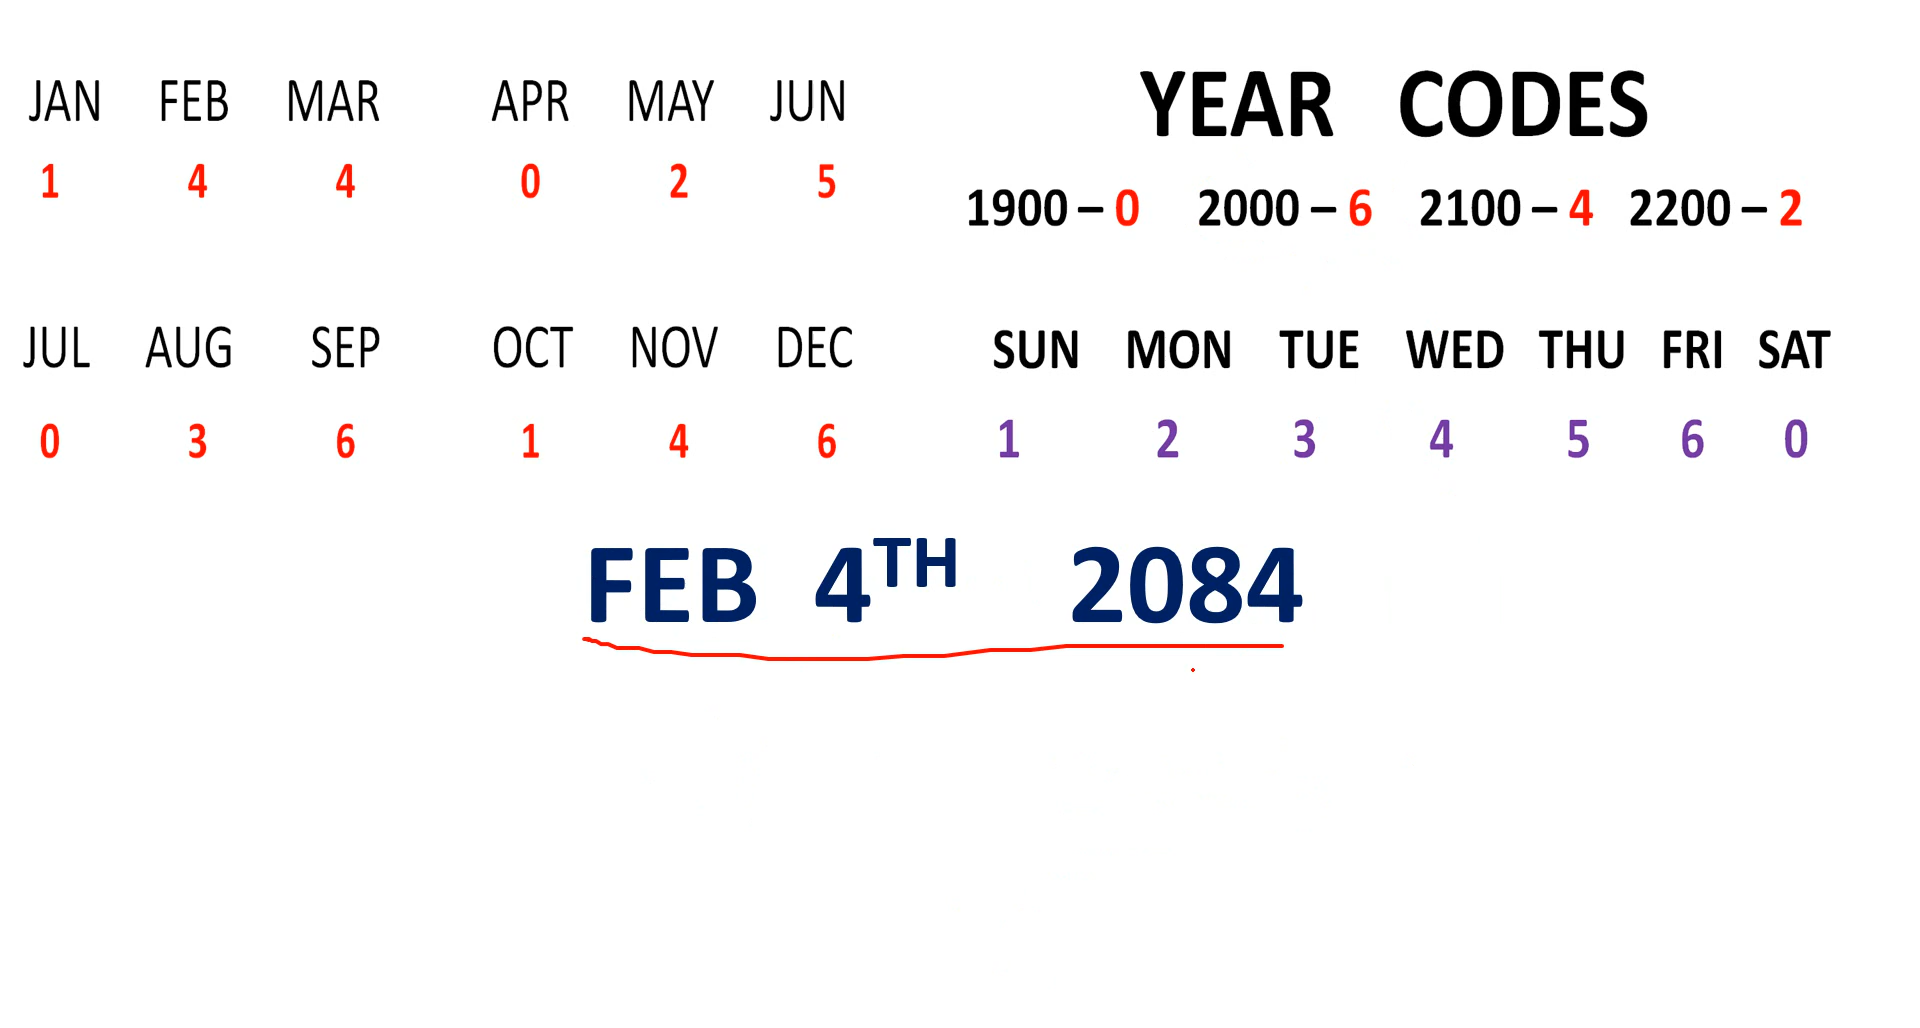 JAN FEB MAR APR MAY JUN
1 4 4 0 2 5
JUL AUG SEP OCT NOV DEC
0 3 6 1 4 6
YEAR CODES
1900 – 0 2000 – 6 2100 – 4 2200 – 2
SUN MON TUE WED THU FRI SAT
1 2 3 4 5 6 0
FEB 4TH 2084